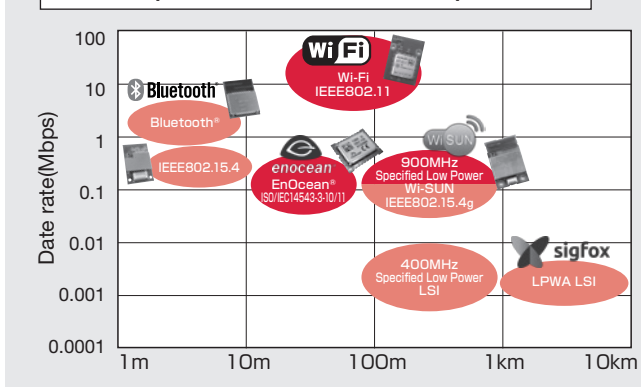 Date rate(Mbps)
100
10
1
0.1
0.01
0.001
0.0001
1m
10m
100m
1km
10km
Wi Fi
Wi-Fi
IEEE802.11
Bluetooth®
Bluetooth®
IEEE802.15.4
enocean
EnOcean®
ISO/IEC14543-3-10/11
Wi SUN
900MHz
Specified Low Power
Wi-SUN
IEEE802.15.4g
400MHz
Specified Low Power
LSI
sigfox
LPWA LSI